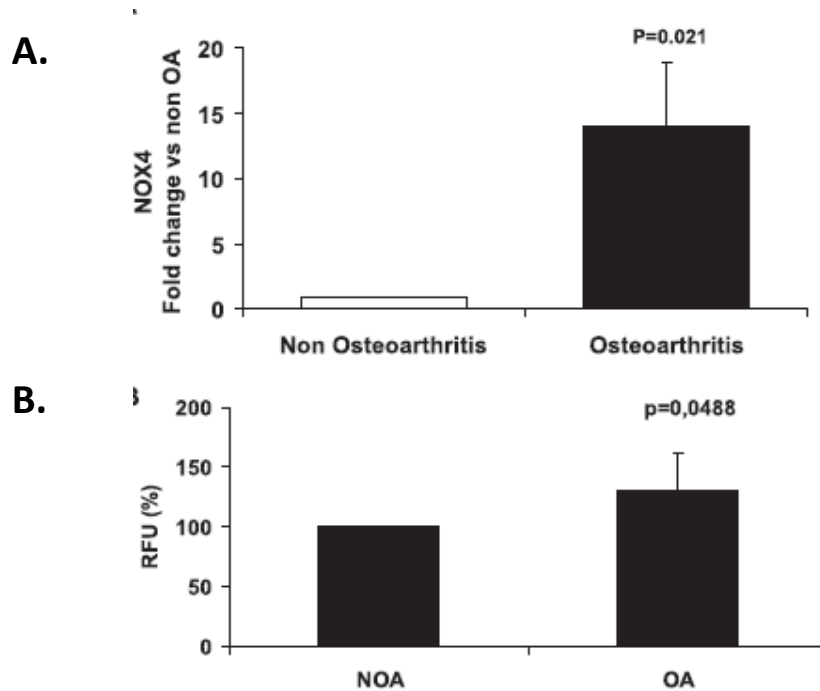 A.
P=0.021
NOX4
Fold change vs non OA
20
15
10
5
0
Non Osteoarthritis
Osteoarthritis
B.
p=0,0488
RFU (%)
200
150
100
50
0
NOA
OA